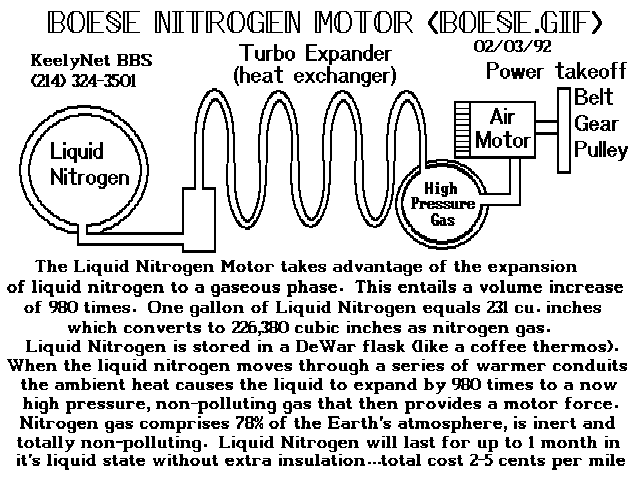 BOESE NITROGEN MOTOR (BOESE.GIF)
02/03/92
KeelyNet BBS
(214) 324-3501
Turbo Expander
(heat exchanger)
Power takeoff
Belt
Gear
Pulley
Air
Motor
Liquid
Nitrogen
High
Pressure
Gas
The Liquid Nitrogen Motor takes advantage of the expansion
of liquid nitrogen to a gaseous phase. This entails a volume increase
of 980 times. One gallon of Liquid Nitrogen equals 231 cu. inches
which converts to 226,380 cubic inches as nitrogen gas.
Liquid Nitrogen is stored in a DeWar flask (like a coffee thermos).
When the liquid nitrogen moves through a series of warmer conduits
the ambient heat causes the liquid to expand by 980 times to a now
high pressure, non-polluting gas that then provides a motor force.
Nitrogen gas comprises 78% of the Earth's atmosphere, is inert and
totally non-polluting. Liquid Nitrogen will last for up to 1 month in
it's liquid state without extra insulation...total cost 2-5 cents per mile